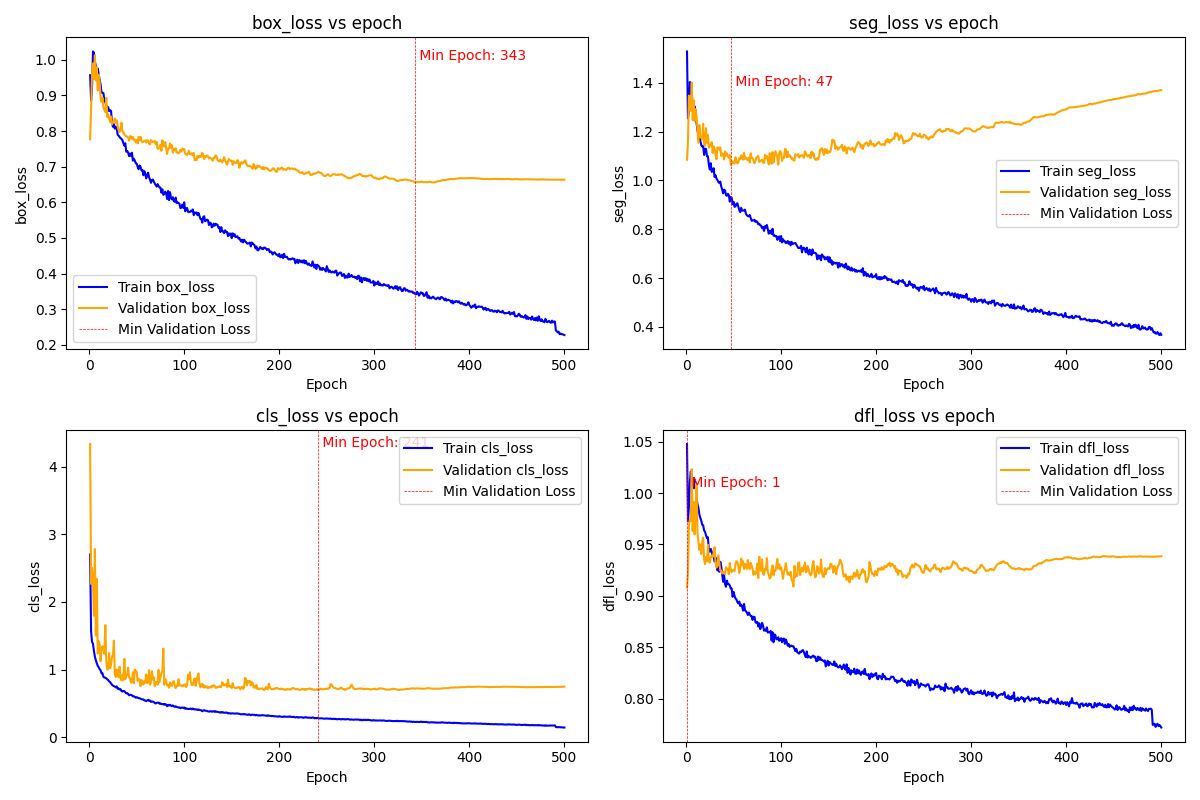 box_loss vs epoch
Min Epoch: 343
1.0
0.9
0.8
0.7
0.6
0.5
0.4
0.3
0.2
box_loss
Train box_loss
Validation box_loss
Min Validation Loss
0 100 200 300 400 500
Epoch
seg_loss vs epoch
Min Epoch: 47
1.4
1.2
1.0
0.8
0.6
0.4
seg_loss
Train seg_loss
Validation seg_loss
Min Validation Loss
0 100 200 300 400 500
Epoch
cls_loss vs epoch
Min Epoch: 241
4
3
2
1
0
cls_loss
Train cls_loss
Validation cls_loss
Min Validation Loss
0 100 200 300 400 500
Epoch
dfl_loss vs epoch
Min Epoch: 1
1.05
1.00
0.95
0.90
0.85
0.80
dfl_loss
Train dfl_loss
Validation dfl_loss
Min Validation Loss
0 100 200 300 400 500
Epoch